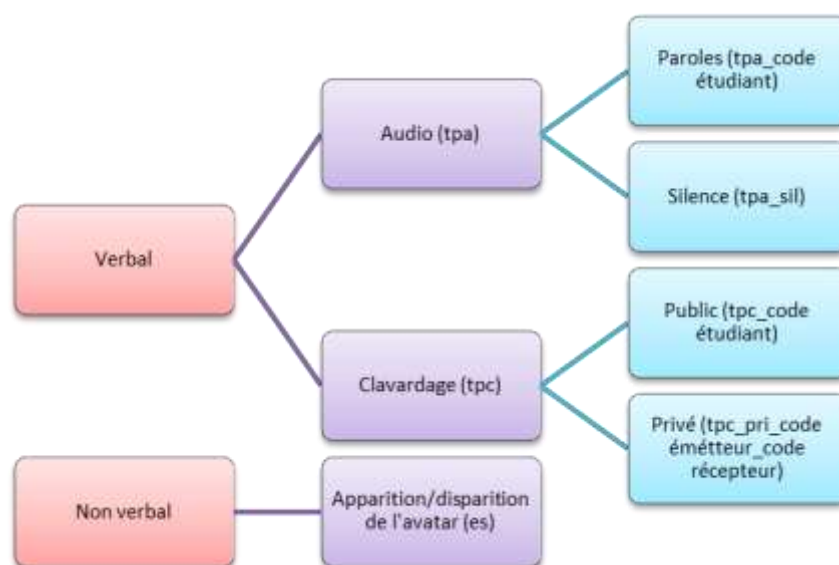 Verbal
Audio (tpa)
Paroles (tpa_code
étudiant)
Silence (tpa_sil)
Clavardage (tpc)
Public (tpc_code
étudiant)
Privé (tpc_pri_code
émétteur_code
récepteur)
Non verbal
Apparition/disparition
de l'avatar (es)